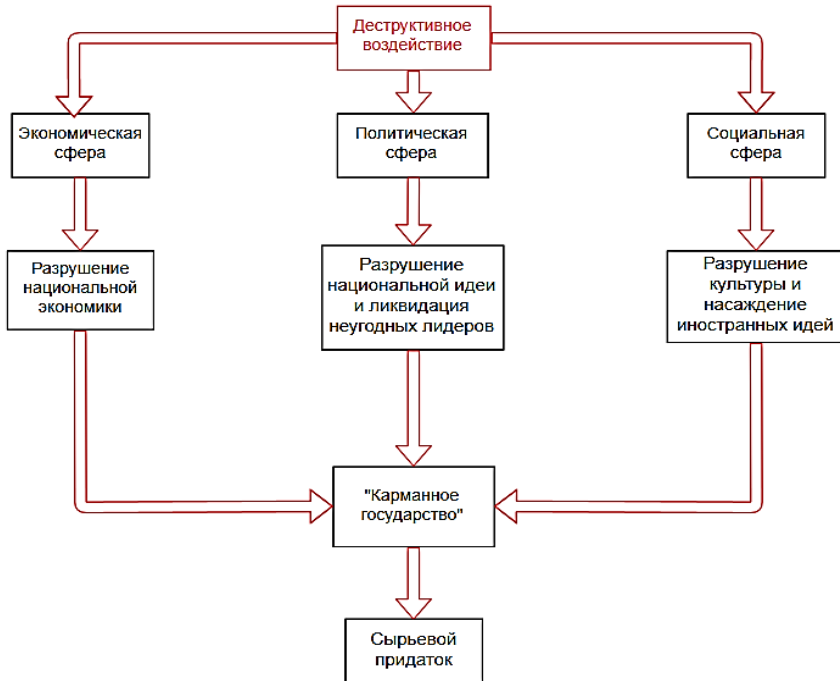 Деструктивное
воздействие
Экономическая
сфера
Политическая
сфера
Социальная
сфера
Разрушение
национальной
экономики
Разрушение
национальной идеи
и ликвидация
неугодных лидеров
Разрушение
культуры и
насаждение
иностранных идей
"Карманное
государство"
Сырьевой
придаток